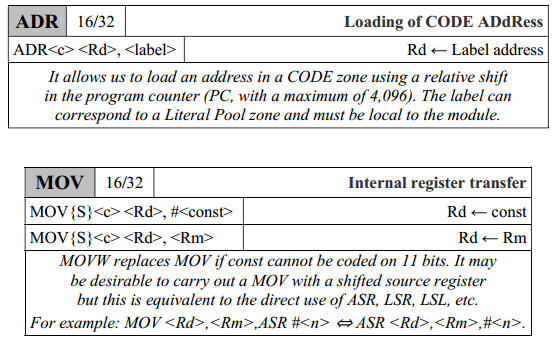 ADR 16/32 Loading of CODE ADdRess
ADR<c> <Rd>, <label> Rd ← Label address
It allows us to load an address in a CODE zone using a relative shift
in the program counter (PC, with a maximum of 4,096). The label can
correspond to a Literal Pool zone and must be local to the module.
MOV 16/32 Internal register transfer
MOV{S}<c> <Rd>, #<const> Rd ← const
MOV{S}<c> <Rd>, <Rm> Rd ← Rm
MOVW replaces MOV if const cannot be coded on 11 bits. It may
be desirable to carry out a MOV with a shifted source register
but this is equivalent to the direct use of ASR, LSR, LSL, etc.
For example: MOV <Rd>,<Rm>,ASR #<n> ⇔ ASR <Rd>,<Rm>,#<n>.